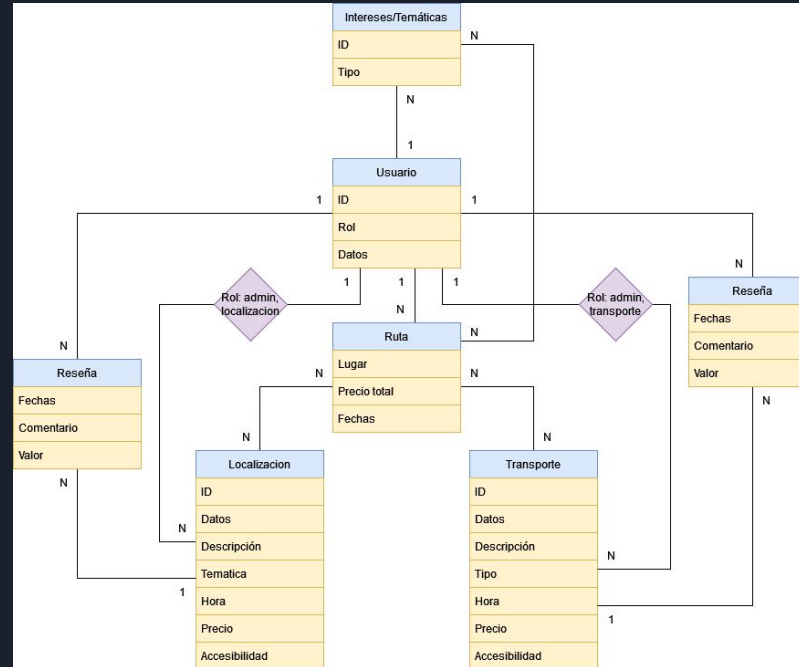 Intereses/Temáticas
ID
Tipo
N
N
1
Usuario
ID
Rol
Datos
1
1
1
1
1
N
Rol: admin,
localizacion
Rol: admin,
transporte
Ruta
Lugar
Precio total
Fechas
N
N
N
N
N
Reseña
Fechas
Comentario
Valor
N
N
Reseña
Fechas
Comentario
Valor
N
N
N
Localizacion
ID
Datos
Descripción
Tematica
Hora
Precio
Accesibilidad
N
1
Transporte
ID
Datos
Descripción
Tipo
Hora
Precio
Accesibilidad
N
1